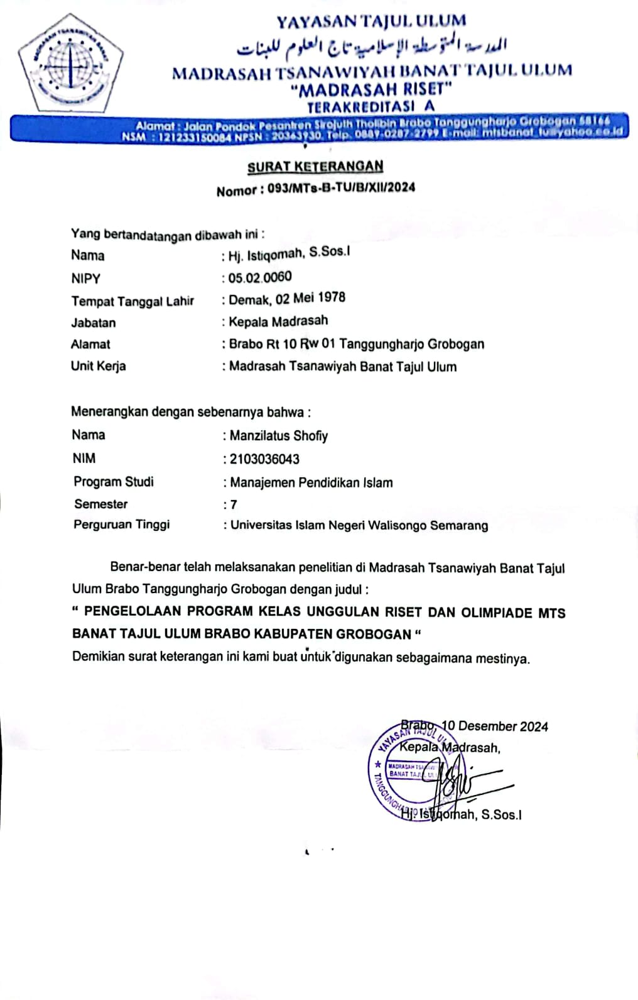 MADRASAH TSANAWIYAH BANAT
YAYASAN TAJUL ULUM
المدرسة المتوسطة الإسلامية تاج العلوم للبنات
MADRASAH TSANAWIYAH BANAT TAJUL ULUM
"MADRASAH RISET"
TERAKREDITASI A
Alamat : Jalan Pondok Pesantren Sirojuth Tholibin Brabo Tanggungharjo Grobogan 58166
NSM : 121233150084 NPSN : 20363930. Telp. 0889-0287-2799 E-mail: mtsbanat_tu@yahoo.co.id
SURAT KETERANGAN
Nomor : 093/MTs-B-TU/B/XII/2024
Yang bertandatangan dibawah ini :
Nama : Hj. Istiqomah, S.Sos.I
NIPY : 05.02.0060
Tempat Tanggal Lahir : Demak, 02 Mei 1978
Jabatan : Kepala Madrasah
Alamat : Brabo Rt 10 Rw 01 Tanggungharjo Grobogan
Unit Kerja : Madrasah Tsanawiyah Banat Tajul Ulum
Menerangkan dengan sebenarnya bahwa :
Nama : Manzilatus Shofiy
NIM : 2103036043
Program Studi : Manajemen Pendidikan Islam
Semester : 7
Perguruan Tinggi : Universitas Islam Negeri Walisongo Semarang
Benar-benar telah melaksanakan penelitian di Madrasah Tsanawiyah Banat Tajul
Ulum Brabo Tanggungharjo Grobogan dengan judul :
“ PENGELOLAAN PROGRAM KELAS UNGGULAN RISET DAN OLIMPIADE MTS
BANAT TAJUL ULUM BRABO KABUPATEN GROBOGAN “
Demikian surat keterangan ini kami buat untuk digunakan sebagaimana mestinya.
Brabo, 10 Desember 2024
Kepala Madrasah,
YAYASAN TAJUL ULUM
MADRASAH
BANAT TAJUL UL
TANGGUNGHARJO
Hj. Istiqomah, S.Sos.I